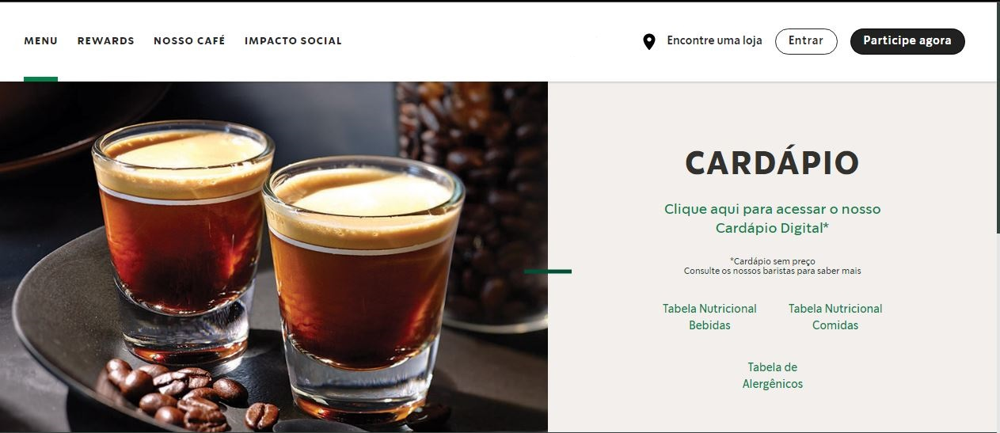 MENU REWARDS NOSSO CAFÉ IMPACTO SOCIAL Encontre uma loja Entrar Participe agora
CARDÁPIO
Clique aqui para acessar o nosso
Cardápio Digital*
*Cardápio sem preço
Consulte os nossos baristas para saber mais
Tabela Nutricional
Bebidas
Tabela Nutricional
Comidas
Tabela de
Alergênicos